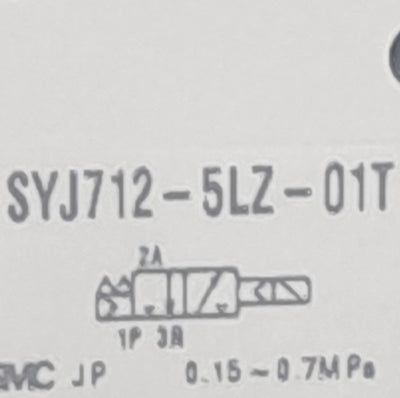 SYJ712-5LZ-01T
2A
1P 3R
SMC JP 0.15~0.7MPa